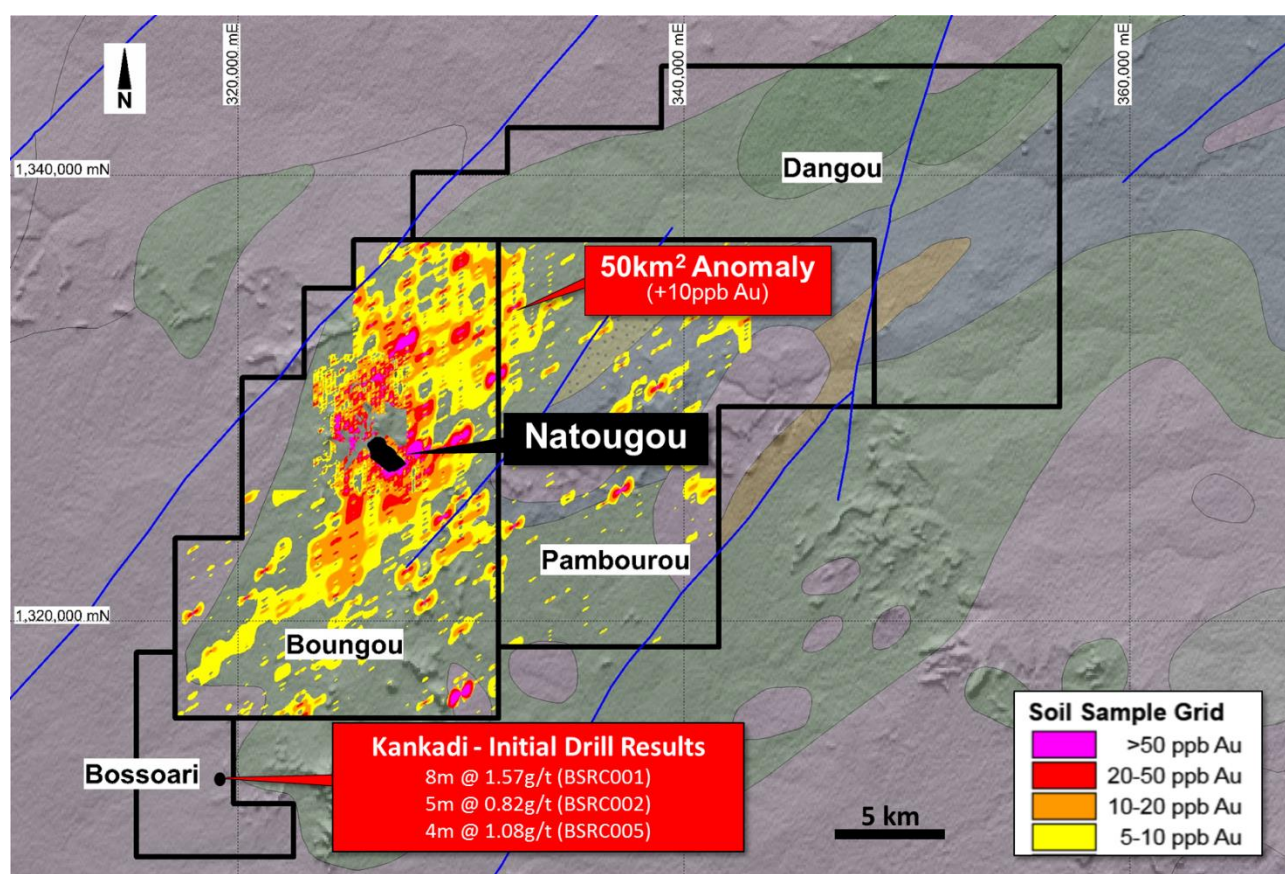 320,000 mE
340,000 mE
360,000 mE
N
1,340,000 mN
Dangou
50km² Anomaly
(+10ppb Au)
Natougou
Pambourou
1,320,000 mN
Boungou
Bossoari
Kankadi - Initial Drill Results
8m @ 1.57g/t (BSRC001)
5m @ 0.82g/t (BSRC002)
4m @ 1.08g/t (BSRC005)
5 km
Soil Sample Grid
>50 ppb Au
20-50 ppb Au
10-20 ppb Au
5-10 ppb Au